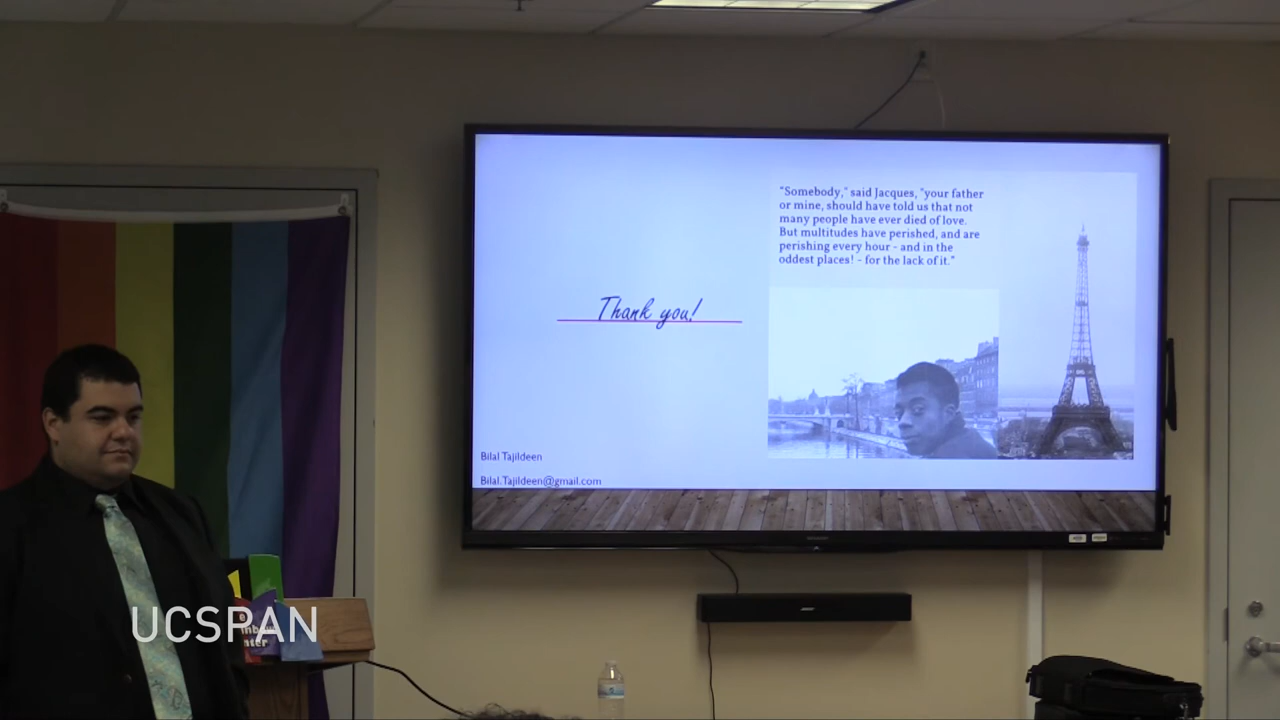 "Somebody," said Jacques, "your father
or mine, should have told us that not
many people have ever died of love.
But multitudes have perished, and are
perishing every hour - and in the
oddest places! - for the lack of it."
Thank you!
Bilal Tajildeen
Bilal.Tajildeen@gmail.com
UCSPAN